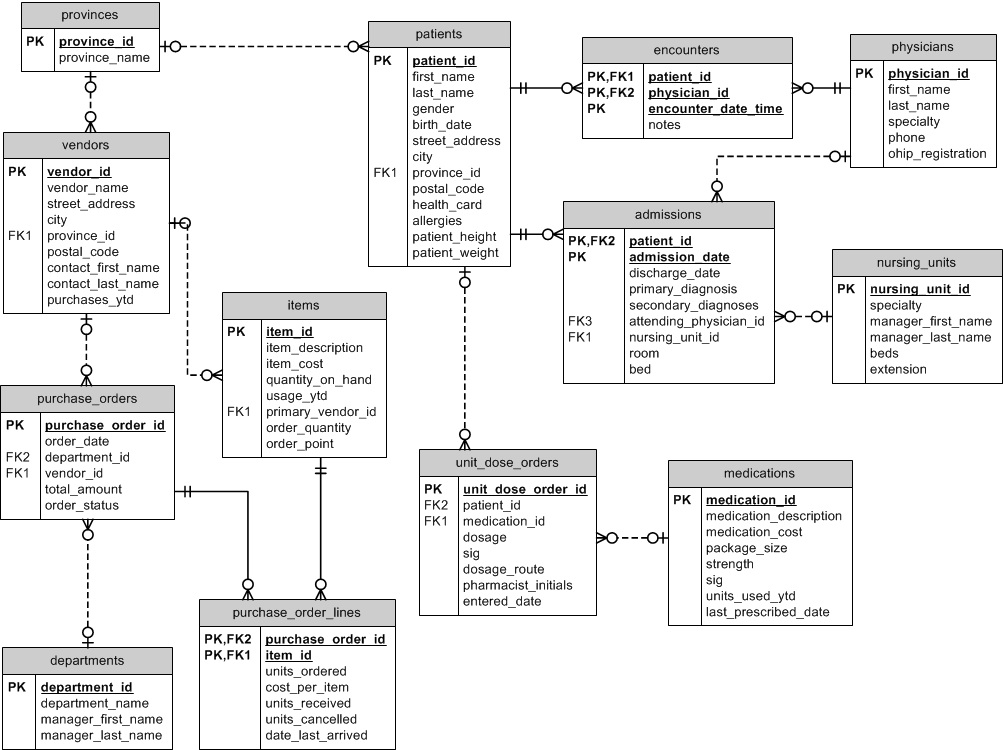 provinces
PK province_id
province_name
patients
PK patient_id
first_name
last_name
gender
birth_date
street_address
city
FK1 province_id
postal_code
health_card
allergies
patient_height
patient_weight
encounters
PK,FK1 patient_id
PK,FK2 physician_id
PK encounter_date_time
notes
physicians
PK physician_id
first_name
last_name
specialty
phone
ohip_registration
vendors
PK vendor_id
vendor_name
street_address
city
FK1 province_id
postal_code
contact_first_name
contact_last_name
purchases_ytd
admissions
PK,FK2 patient_id
PK admission_date
discharge_date
primary_diagnosis
secondary_diagnoses
FK3 attending_physician_id
FK1 nursing_unit_id
room
bed
nursing_units
PK nursing_unit_id
specialty
manager_first_name
manager_last_name
beds
extension
items
PK item_id
item_description
item_cost
quantity_on_hand
usage_ytd
FK1 primary_vendor_id
order_quantity
order_point
purchase_orders
PK purchase_order_id
order_date
FK2 department_id
FK1 vendor_id
total_amount
order_status
unit_dose_orders
PK unit_dose_order_id
FK2 patient_id
FK1 medication_id
dosage
sig
dosage_route
pharmacist_initials
entered_date
medications
PK medication_id
medication_description
medication_cost
package_size
strength
sig
units_used_ytd
last_prescribed_date
purchase_order_lines
PK,FK2 purchase_order_id
PK,FK1 item_id
units_ordered
cost_per_item
units_received
units_cancelled
date_last_arrived
departments
PK department_id
department_name
manager_first_name
manager_last_name